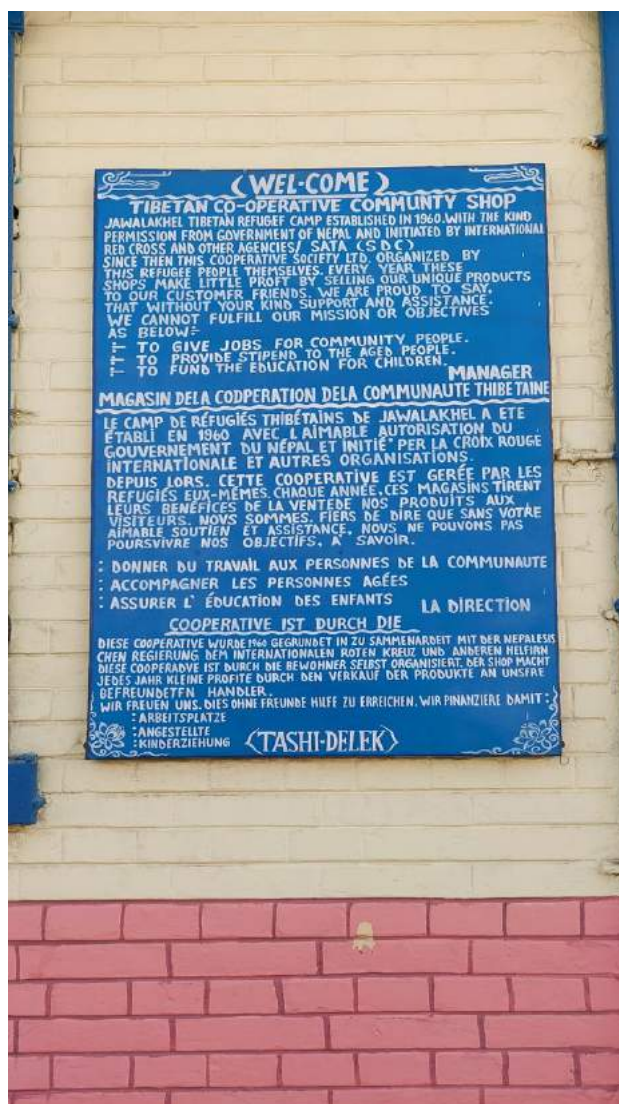 (WEL-COME)
TIBETAN CO-OPERATIVE COMMUNTY SHOP
JAWALAKHEL TIBETAN REFUGEF CAMP ESTABLISHED IN 1960. WITH THE KIND
PERMISSION FROM GOVERNMENT OF NEPAL AND INITIATED BY INTERNATIONAL
RED CROSS AND OTHER AGENCIES/ SATA (SDC)
SINCE THEN THIS COOPERATIVE SOCIETY LTD. ORGANIZED BY
THIS REFUGEE PEOPLE THEMSELVES. EVERY YEAR THESE
SHOPS MAKE LITTLE PROFT BY SELLING OUR UNIQUE PRODUCTS
TO OUR CUSTOMER FRIENDS. WE ARE PROUD TO SAY,
THAT WITHOUT YOUR KIND SUPPORT AND ASSISTANCE.
WE CANNOT FULFILL OUR MISSION OR OBJECTIVES
AS BELOW:-
:- TO GIVE JOBS FOR COMMUNITY PEOPLE.
:- TO PROVIDE STIPEND TO THE AGED PEOPLE.
:- TO FUND THE EDUCATION FOR CHILDREN.
MANAGER
MAGASIN DELA COOPERATION DELA COMMUNAUTE THIBETAINE
LE CAMP DE RÉFUGIÉS THIBÉTAINS DE JAWALAKHEL A ETE
ÉTABLI EN 1960 AVEC L'AIMABLE AUTORISATION DU
GOUVERNEMENT DU NÉPAL ET INITIÉ PER LA CROIX ROUGE
INTERNATIONALE ET AUTRES ORGANISATIONS.
DEPUIS LORS. CETTE COOPERATIVE EST GERÉE PAR LES
REFUGIÉS EUX-MÊMES. CHAQUE ANNÉE, CES MAGASINS TIRENT
LEURS BENÉFICES DE LA VENTEDE NOS PRODUITS AUX
VISITEURS. NOVS SOMMES. FIERS DE DIRE QUE SANS VOTRE
AIMABLE SOUTIEN ET ASSISTANCE. NOUS NE POUVONS PAS
POURSVIVRE NOS OBJECTIFS. A' SAVOIR.
: DONNER DU TRAVAIL AUX PERSONNES DE LA COMMUNAUTE
: ACCOMPAGNER LES PERSONNES AGÉES
: ASSURER L' ÉDUCATION DES ENFANTS
LA DIRECTION
COOPERATIVE IST DURCH DIE
DIESE COOPERATIVE WURDE 1960 GEGRUNDET IN ZU SAMMENARDEIT MIT DER NEPALESIS
CHEN REGIERUNG DEM INTERNATIONALEN ROTEN KREUZ UND ANDEREN HELFIRN
DIESE COOPERADVE IST DURCH DIE BEWOHNER SELBST ORGANISIERT. DER SHOP MACHT
JEDES JAHR KLEINE PROFITE DURCH DEN VERKAUF DER PRODUKTE AN UNSFRE
BEFREUNDETFN HANDLER.
WIR FREUEN UNS. DIES OHNE FREUNDE HILFE ZU ERREICHEN. WIR PINANZIERE DAMIT :
: ARBEITSPLATZE
: ANGESTELLTE
: KINDERZIEHUNG
<TASHI-DELEK>